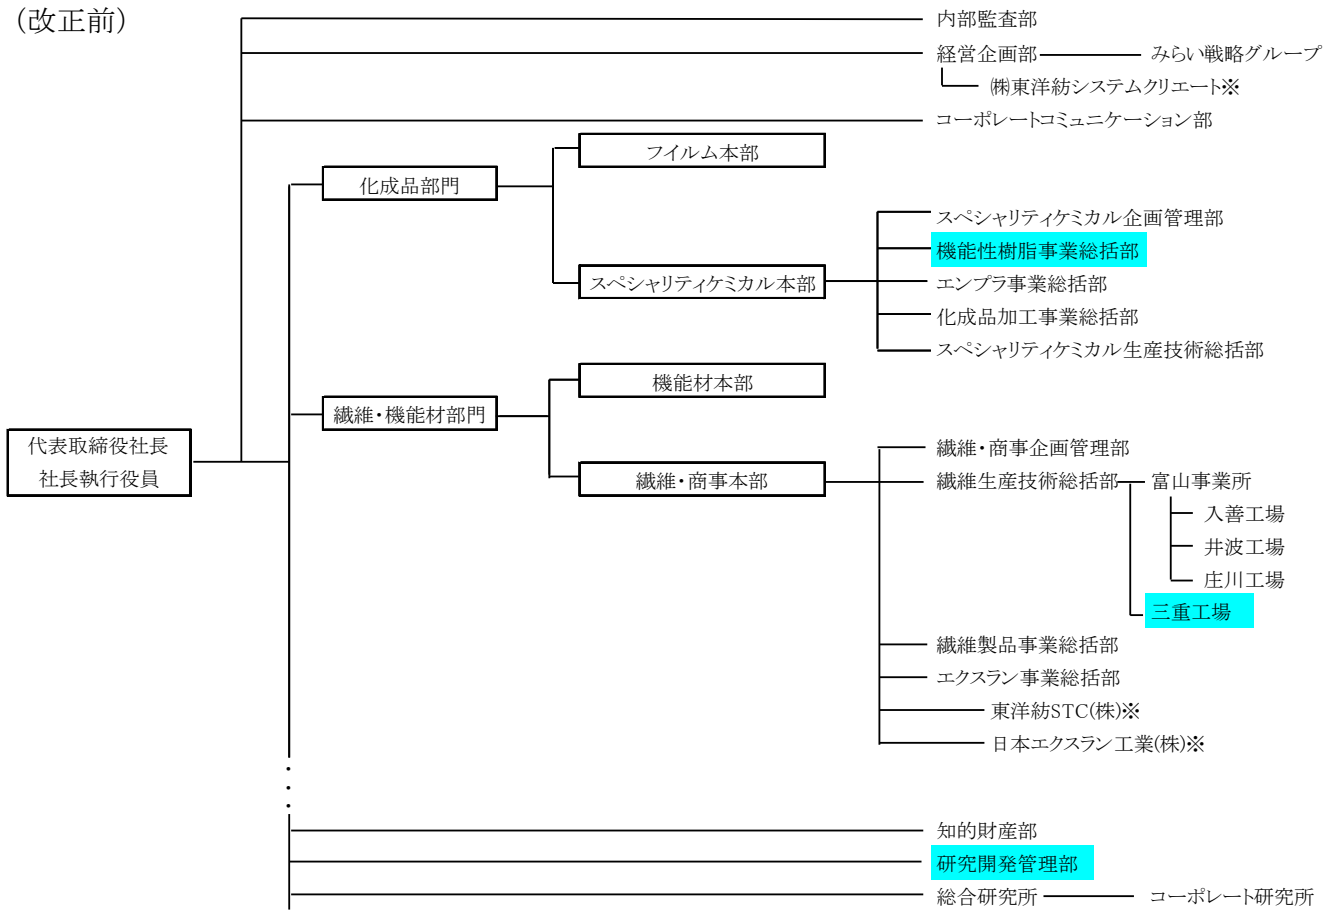 (改正前)
内部監査部
経営企画部 みらい戦略グループ
㈱東洋紡システムクリエート※
コーポレートコミュニケーション部
フイルム本部
化成品部門
スペシャリティケミカル企画管理部
機能性樹脂事業総括部
スペシャリティケミカル本部 エンプラ事業総括部
化成品加工事業総括部
スペシャリティケミカル生産技術総括部
機能材本部
繊維・機能材部門
代表取締役社長
社長執行役員
繊維・商事企画管理部
繊維・商事本部 繊維生産技術総括部 富山事業所
入善工場
井波工場
庄川工場
三重工場
繊維製品事業総括部
エクスラン事業総括部
東洋紡STC(株)※
日本エクスラン工業(株)※
・
・
・
知的財産部
研究開発管理部
総合研究所 コーポレート研究所